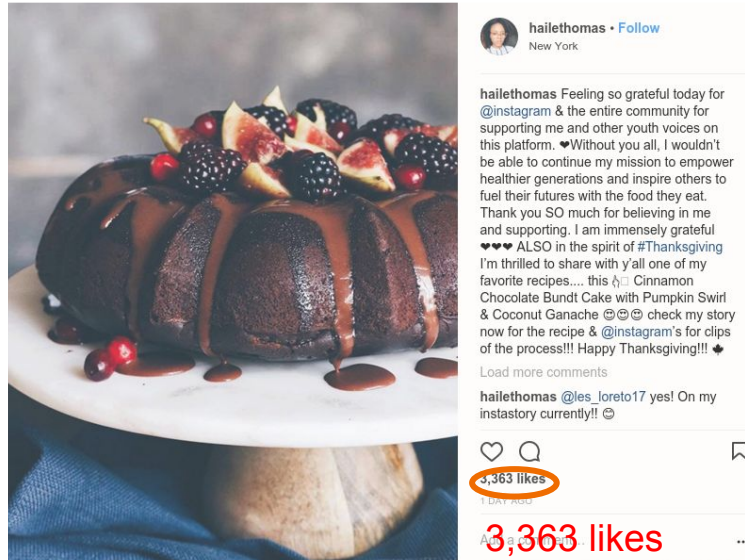 hailethomas • Follow
New York
hailethomas Feeling so grateful today for
@instagram & the entire community for
supporting me and other youth voices on
this platform. ❤Without you all, I wouldn't
be able to continue my mission to empower
healthier generations and inspire others to
fuel their futures with the food they eat.
Thank you SO much for believing in me
and supporting. I am immensely grateful
❤❤❤ ALSO in the spirit of #Thanksgiving
I'm thrilled to share with y'all one of my
favorite recipes.... this 👌□ Cinnamon
Chocolate Bundt Cake with Pumpkin Swirl
& Coconut Ganache 😍😍😍 check my story
now for the recipe & @instagram's for clips
of the process!!! Happy Thanksgiving!!! 🍁
Load more comments
hailethomas @les_loreto17 yes! On my
instastory currently!! 😊
3,363 likes
1 DAY AGO
Add a comment...
3,363 likes